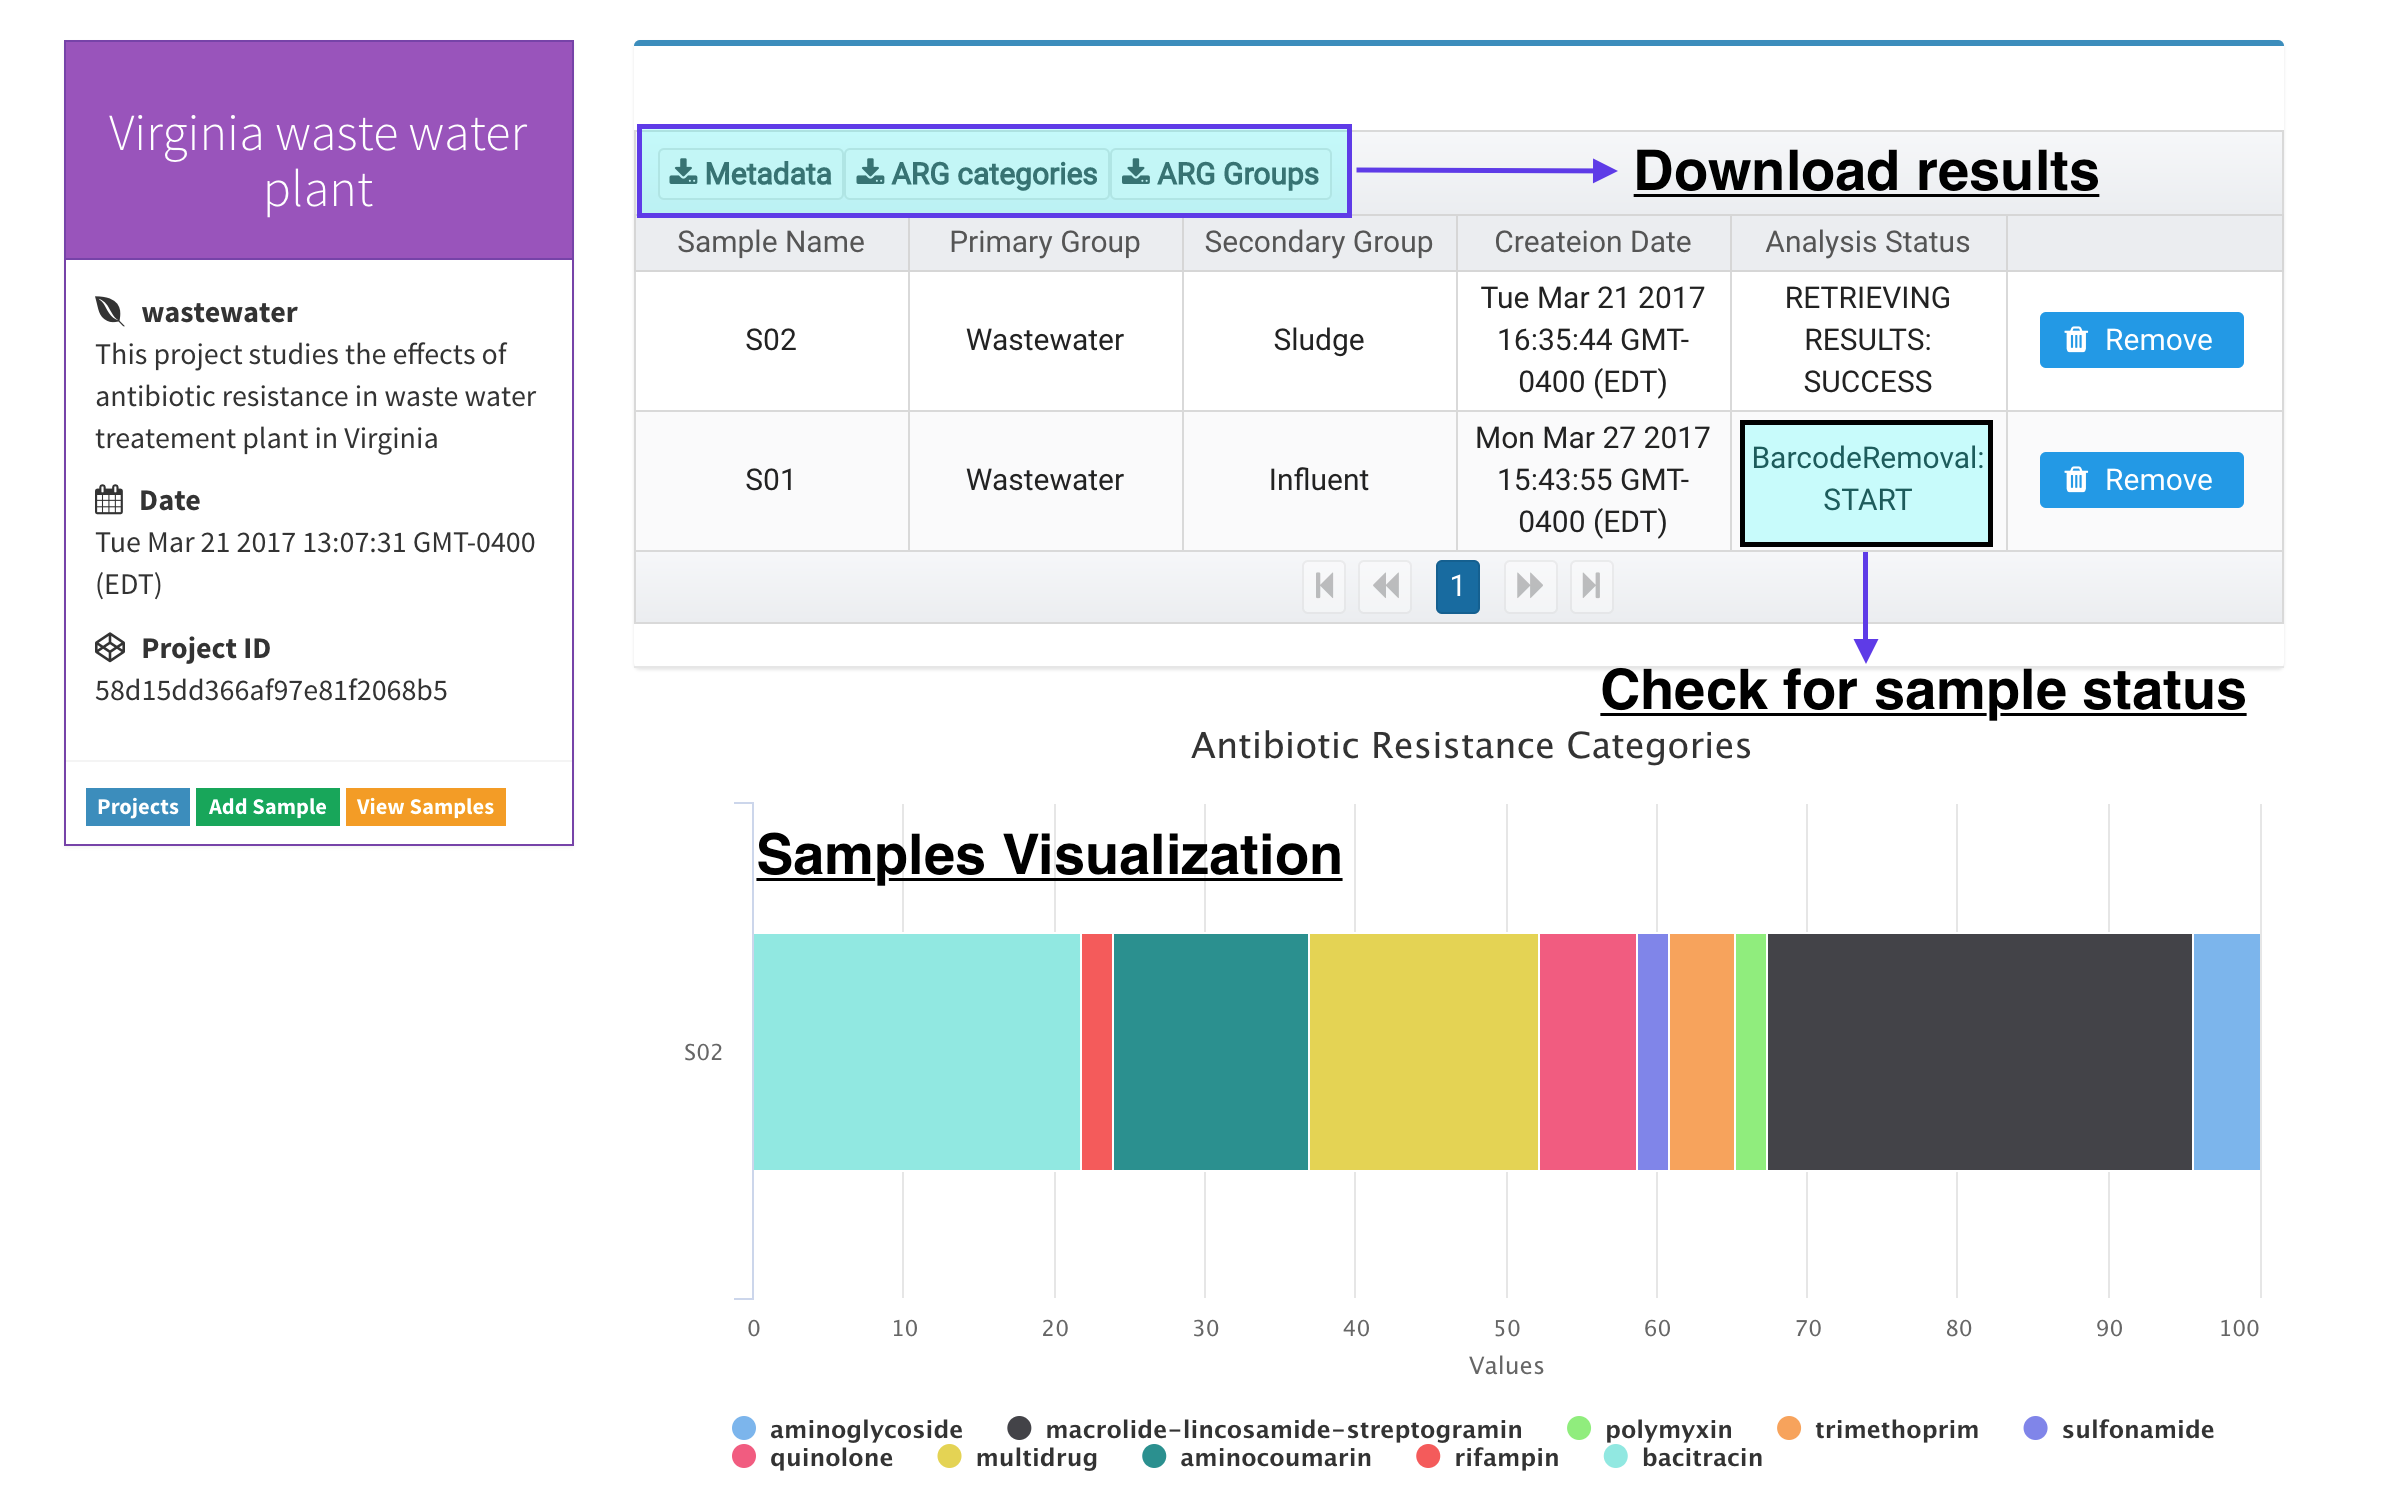 Virginia waste water
plant
wastewater
This project studies the effects of
antibiotic resistance in waste water
treatement plant in Virginia
Date
Tue Mar 21 2017 13:07:31 GMT-0400
(EDT)
Project ID
58d15dd366af97e81f2068b5
Projects Add Sample View Samples
Metadata ARG categories ARG Groups
Download results
Sample Name Primary Group Secondary Group Createion Date Analysis Status
S02 Wastewater Sludge
Tue Mar 21 2017
16:35:44 GMT-
0400 (EDT)
RETRIEVING
RESULTS:
SUCCESS
Remove
S01 Wastewater Influent
Mon Mar 27 2017
15:43:55 GMT-
0400 (EDT)
BarcodeRemoval:
START
Remove
1
Check for sample status
Antibiotic Resistance Categories
Samples Visualization
S02
0 10 20 30 40 50 60 70 80 90 100
Values
aminoglycoside macrolide-lincosamide-streptogramin polymyxin trimethoprim sulfonamide
quinolone multidrug aminocoumarin rifampin bacitracin